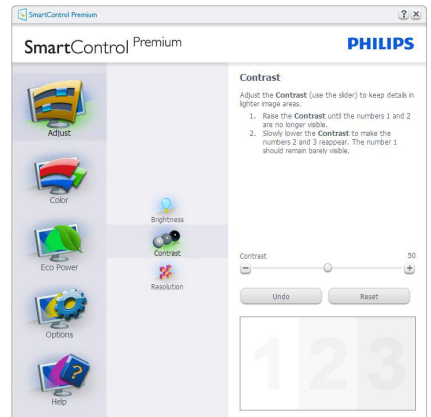 SmartControl Premium
SmartControl Premium
PHILIPS
Adjust
Color
Eco Power
Options
Help
Brightness
Contrast
Resolution
Contrast
Adjust the Contrast (use the slider) to keep details in
lighter image areas.
1. Raise the Contrast until the numbers 1 and 2
are no longer visible.
2. Slowly lower the Contrast to make the
numbers 2 and 3 reappear. The number 1
should remain barely visible.
Contrast 50
Undo Reset
1 2 3